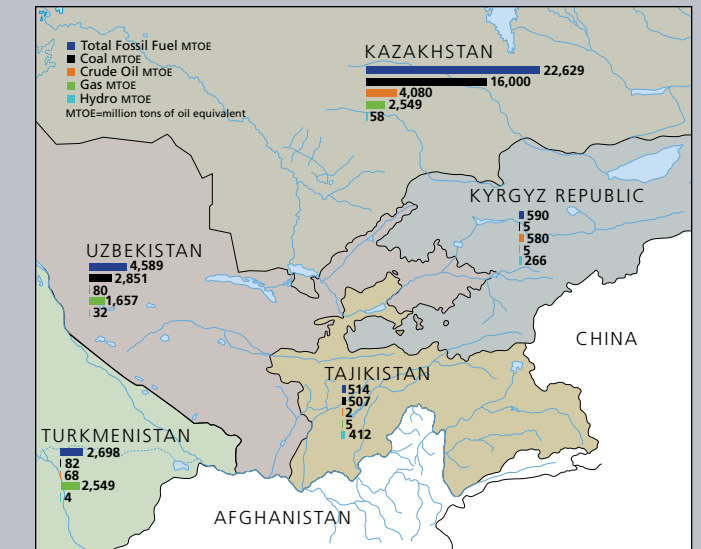 Total Fossil Fuel MTOE
Coal MTOE
Crude Oil MTOE
Gas MTOE
Hydro MTOE
MTOE=million tons of oil equivalent
KAZAKHSTAN
22,629
16,000
4,080
2,549
58
KYRGYZ REPUBLIC
590
5
580
5
266
UZBEKISTAN
4,589
2,851
80
1,657
32
CHINA
TAJIKISTAN
514
507
2
5
412
TURKMENISTAN
2,698
82
68
2,549
4
AFGHANISTAN